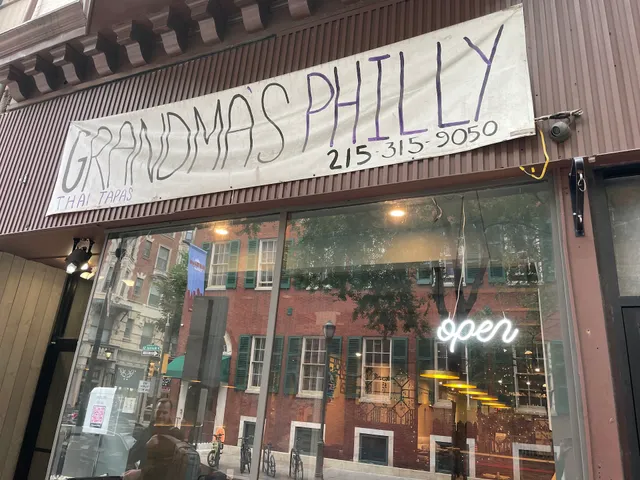 GRANDMA'S PHILLY
THAI TAPAS
215-315-9050
open